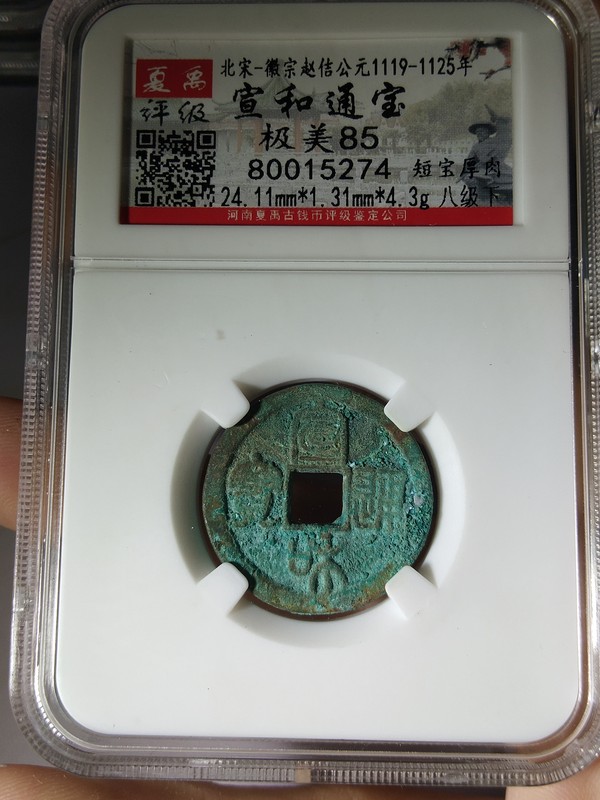 夏禹
评级
北宋-徽宗赵佶公元1119-1125年
宣和通宝
极美85
80015274 短宝厚肉
24.11mm*1.31mm*4.3g 八级下
河南夏禹古钱币评级鉴定公司
宣
和
通